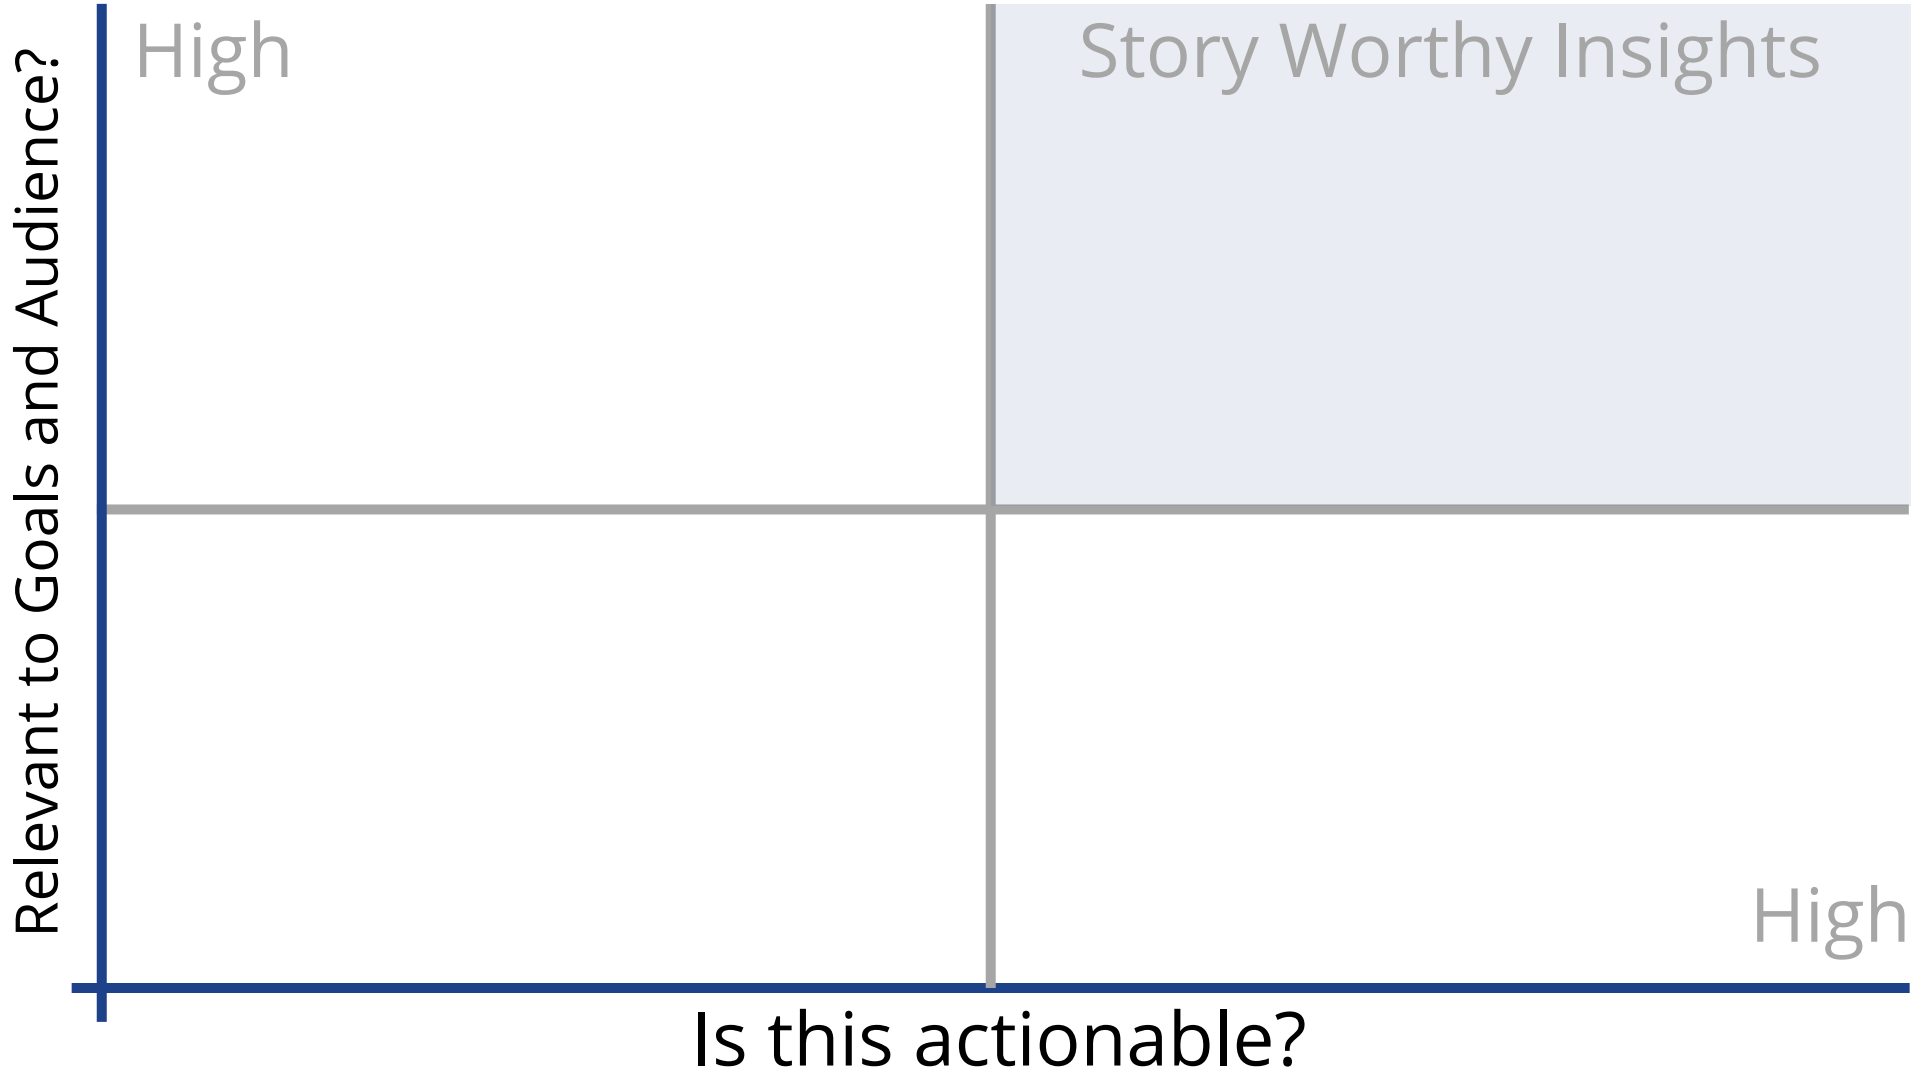 High
Story Worthy Insights
Relevant to Goals and Audience?
High
Is this actionable?